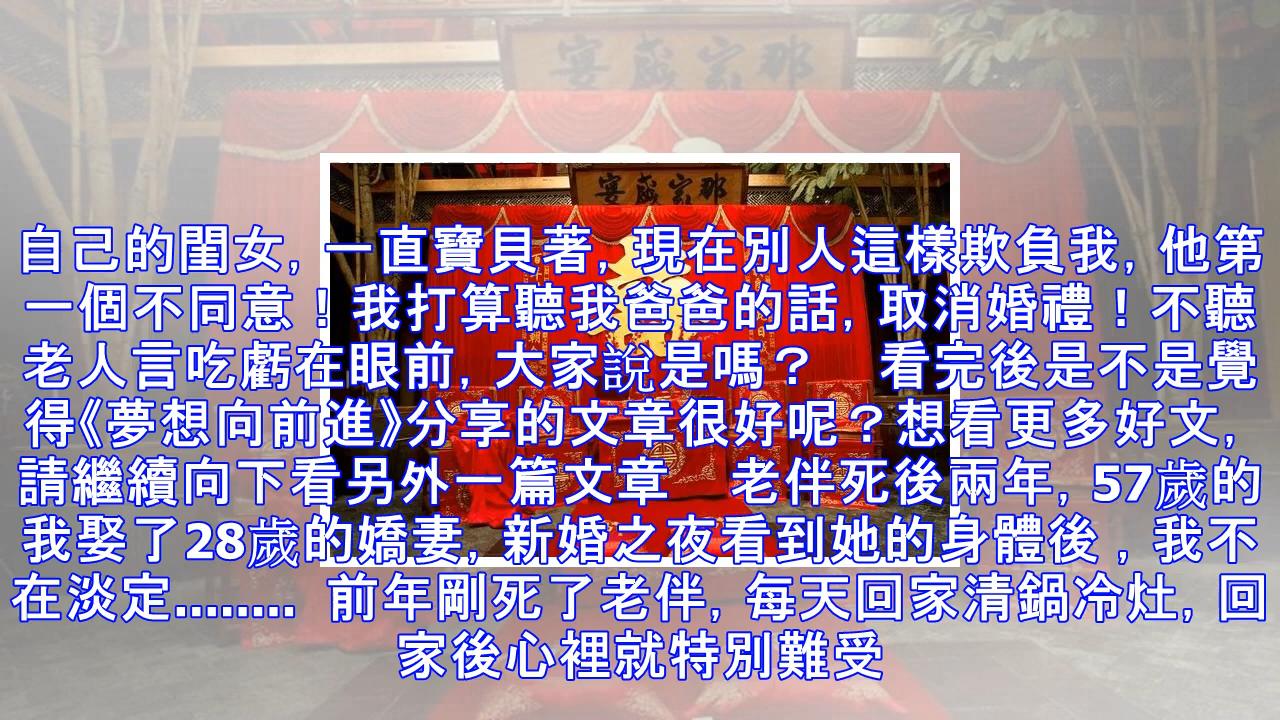 那家盛宴
那家盛宴
自己的閨女, 一直寶貝著, 現在別人這樣欺負我, 他第
一個不同意！我打算聽我爸爸的話, 取消婚禮！不聽
老人言吃虧在眼前, 大家說是嗎？　看完後是不是覺
得《夢想向前進》分享的文章很好呢？想看更多好文,
請繼續向下看另外一篇文章　老伴死後兩年, 57歲的
我娶了28歲的嬌妻, 新婚之夜看到她的身體後 , 我不
在淡定........ 前年剛死了老伴, 每天回家清鍋冷灶, 回
家後心裡就特別難受